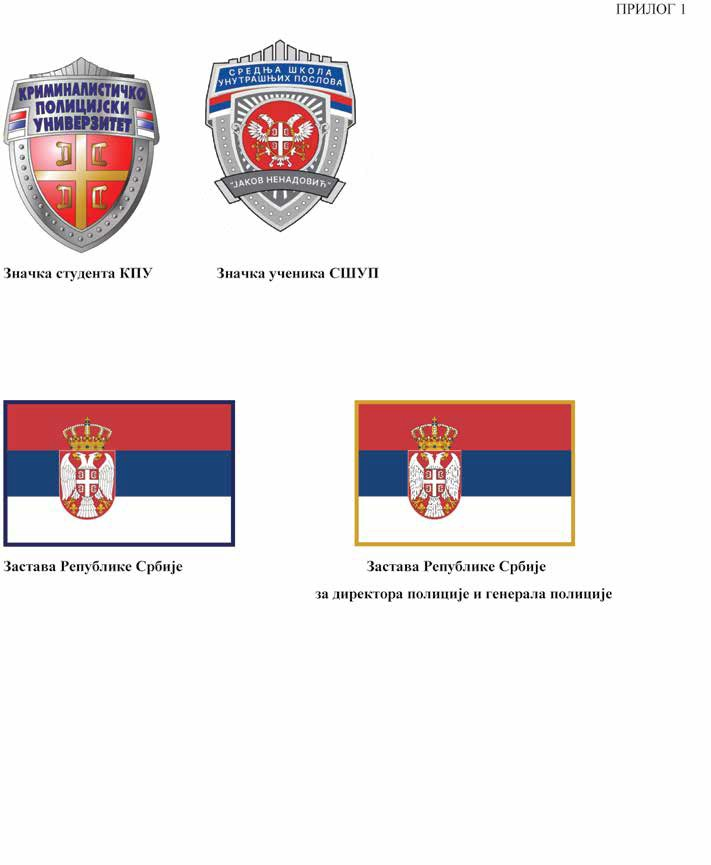 ПРИЛОГ 1
КРИМИНАЛИСТИЧКО
ПОЛИЦИЈСКИ
УНИВЕРЗИТЕТ
СРЕДЊА ШКОЛА
УНУТРАШЊИХ ПОСЛОВА
"ЈАКОВ НЕНАДОВИЋ"
Значка студента КПУ
Значка ученика СШУП
Застава Републике Србије
Застава Републике Србије
за директора полиције и генерала полиције